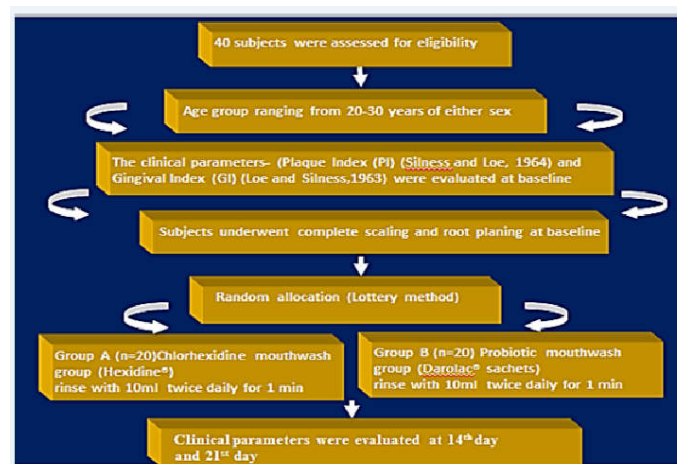 40 subjects were assessed for eligibility
Age group ranging from 20-30 years of either sex
The clinical parameters- (Plaque Index (PI) (Silness and Loe, 1964) and
Gingival Index (GI) (Loe and Silness,1963) were evaluated at baseline
Subjects underwent complete scaling and root planing at baseline
Random allocation (Lottery method)
Group A (n=20)Chlorhexidine mouthwash
group (Hexidine®)
rinse with 10ml twice daily for 1 min
Group B (n=20) Probiotic mouthwash
group (Darolac® sachets)
rinse with 10ml twice daily for 1 min
Clinical parameters were evaluated at 14th day
and 21st day